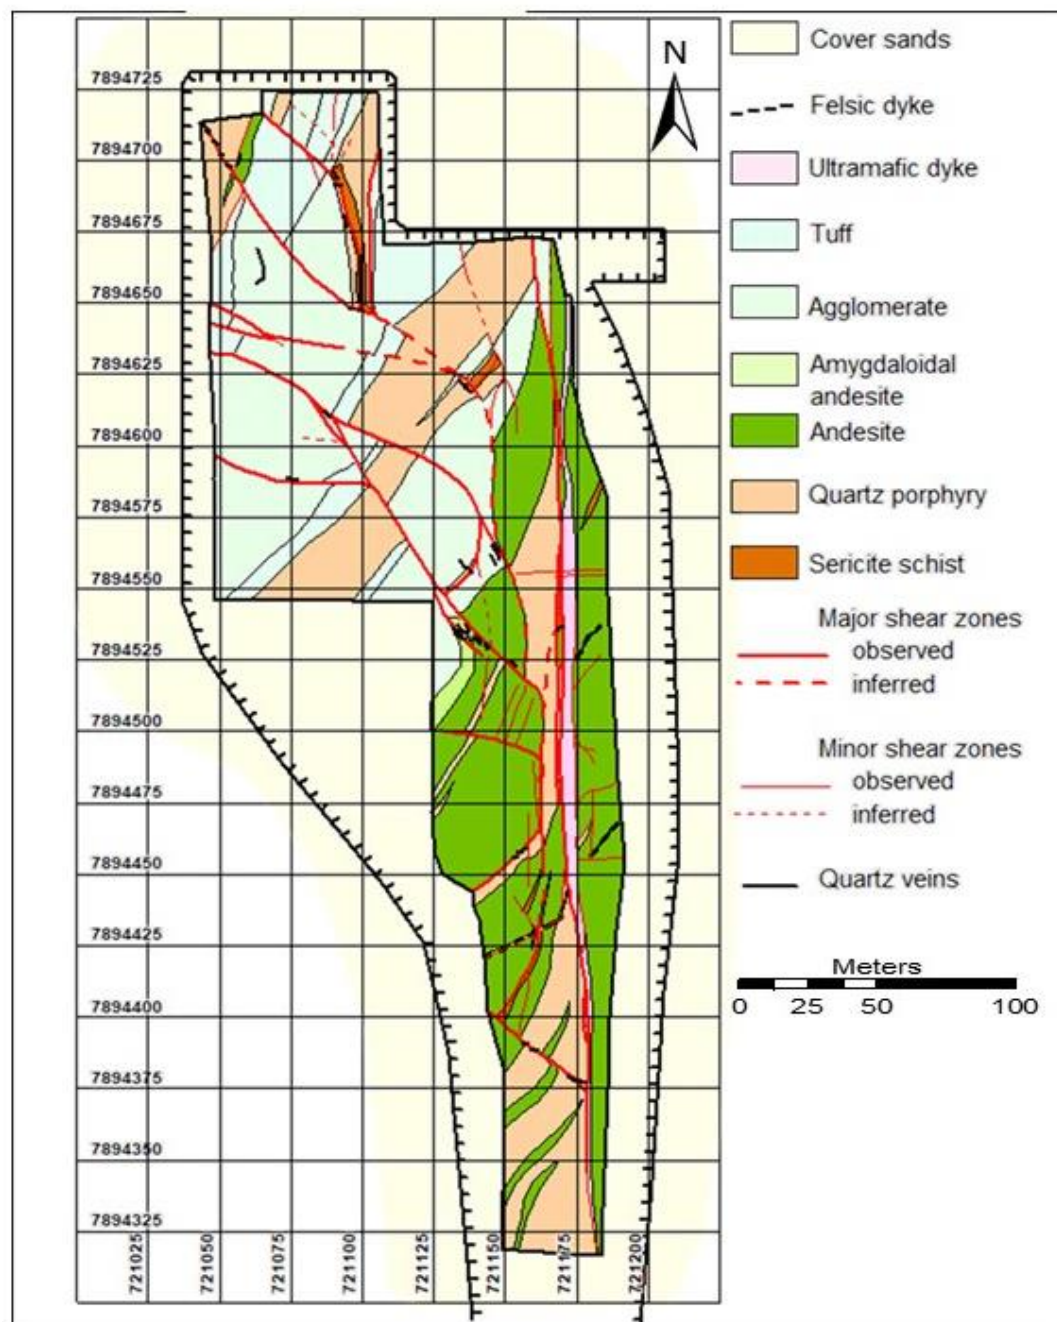 N
7894725
7894700
7894675
7894650
7894625
7894600
7894575
7894550
7894525
7894500
7894475
7894450
7894425
7894400
7894375
7894350
7894325
721025
721050
721075
721100
721125
721150
721175
721200
Cover sands
Felsic dyke
Ultramafic dyke
Tuff
Agglomerate
Amygdaloidal
andesite
Andesite
Quartz porphyry
Sericite schist
Major shear zones
observed
inferred
Minor shear zones
observed
inferred
Quartz veins
Meters
0 25 50 100